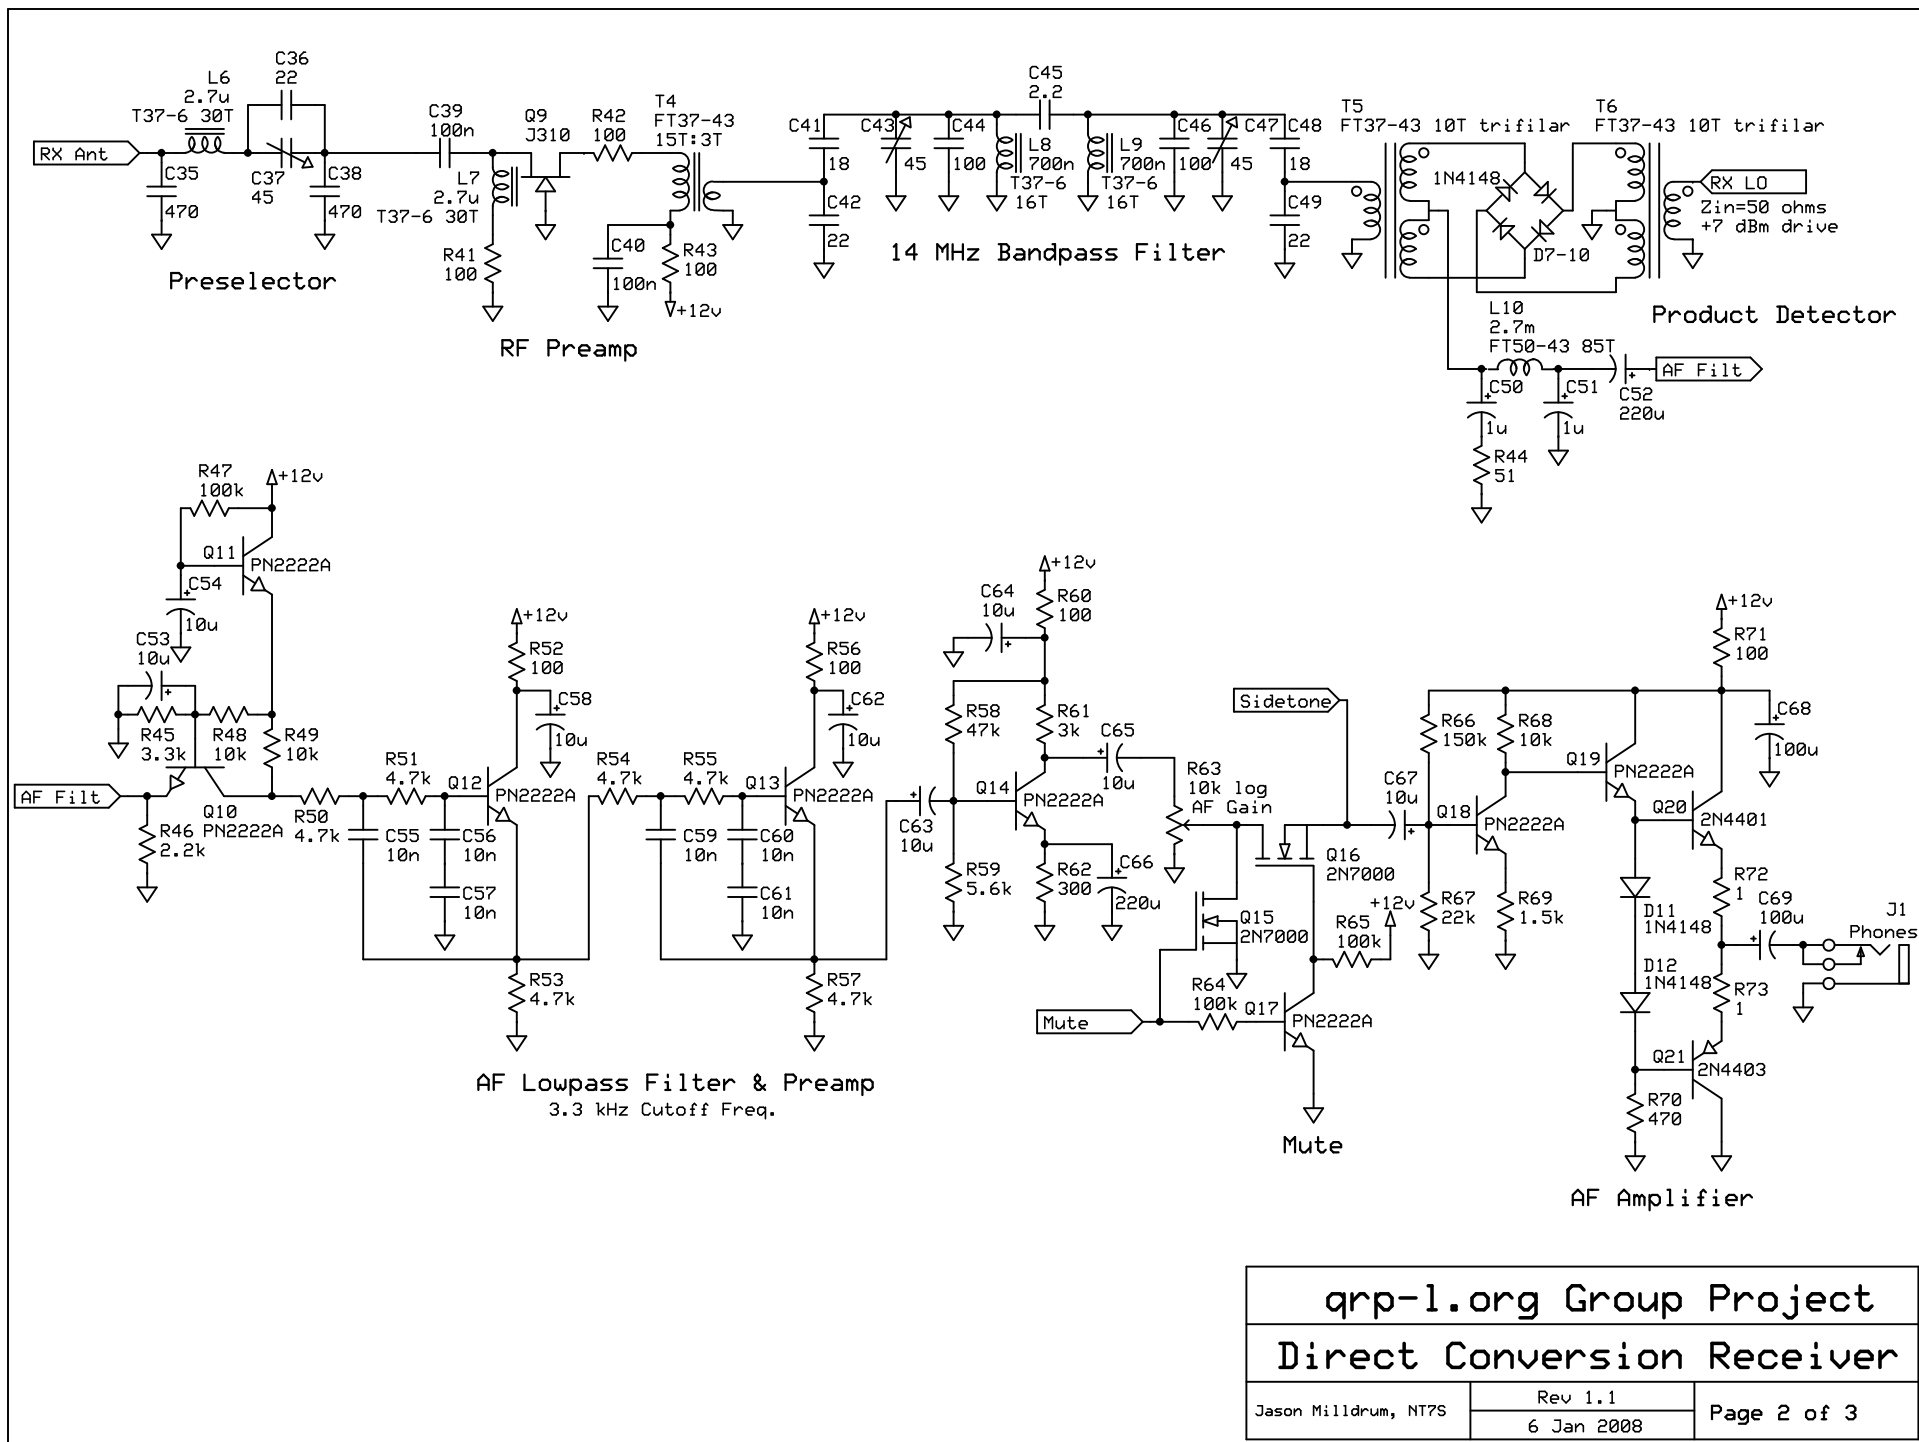 C36
22
L6
2.7u
T37-6 30T
RX Ant
C35
470
C37
45
C38
470
Preselector
C39
100n
Q9
J310
R42
100
T4
FT37-43
15T:3T
L7
2.7u
T37-6 30T
R41
100
C40
100n
R43
100
+12v
RF Preamp
C41
18
C42
22
C43
45
C44
100
L8
700n
T37-6
16T
C45
2.2
L9
700n
T37-6
16T
C46
100
C47
45
C48
18
C49
22
14 MHz Bandpass Filter
T5
FT37-43 10T trifilar
T6
FT37-43 10T trifilar
1N4148
D7-10
RX LO
Zin=50 ohms
+7 dBm drive
Product Detector
L10
2.7m
FT50-43 85T
AF Filt
C50
1u
C51
1u
C52
220u
R44
51
R47
100k
+12v
Q11
PN2222A
C54
10u
C53
10u
R45
3.3k
R48
10k
R49
10k
AF Filt
Q10
PN2222A
R46
2.2k
R50
4.7k
R51
4.7k
C55
10n
C56
10n
C57
10n
+12v
R52
100
C58
10u
Q12
PN2222A
R53
4.7k
R54
4.7k
R55
4.7k
C59
10n
C60
10n
C61
10n
+12v
R56
100
C62
10u
Q13
PN2222A
R57
4.7k
AF Lowpass Filter & Preamp
3.3 kHz Cutoff Freq.
C63
10u
C64
10u
+12v
R60
100
R58
47k
R61
3k
C65
10u
Q14
PN2222A
R59
5.6k
R62
300
C66
220u
R63
10k log
AF Gain
Sidetone
Q16
2N7000
Q15
2N7000
+12v
R65
100k
R64
100k
Q17
PN2222A
Mute
Mute
C67
10u
R66
150k
R68
10k
Q18
PN2222A
R67
22k
R69
1.5k
+12v
R71
100
C68
100u
Q19
PN2222A
Q20
2N4401
D11
1N4148
D12
1N4148
R72
1
R73
1
C69
100u
J1
Phones
Q21
2N4403
R70
470
AF Amplifier
qrp-l.org Group Project
Direct Conversion Receiver
Jason Milldrum, NT7S
Rev 1.1
6 Jan 2008
Page 2 of 3